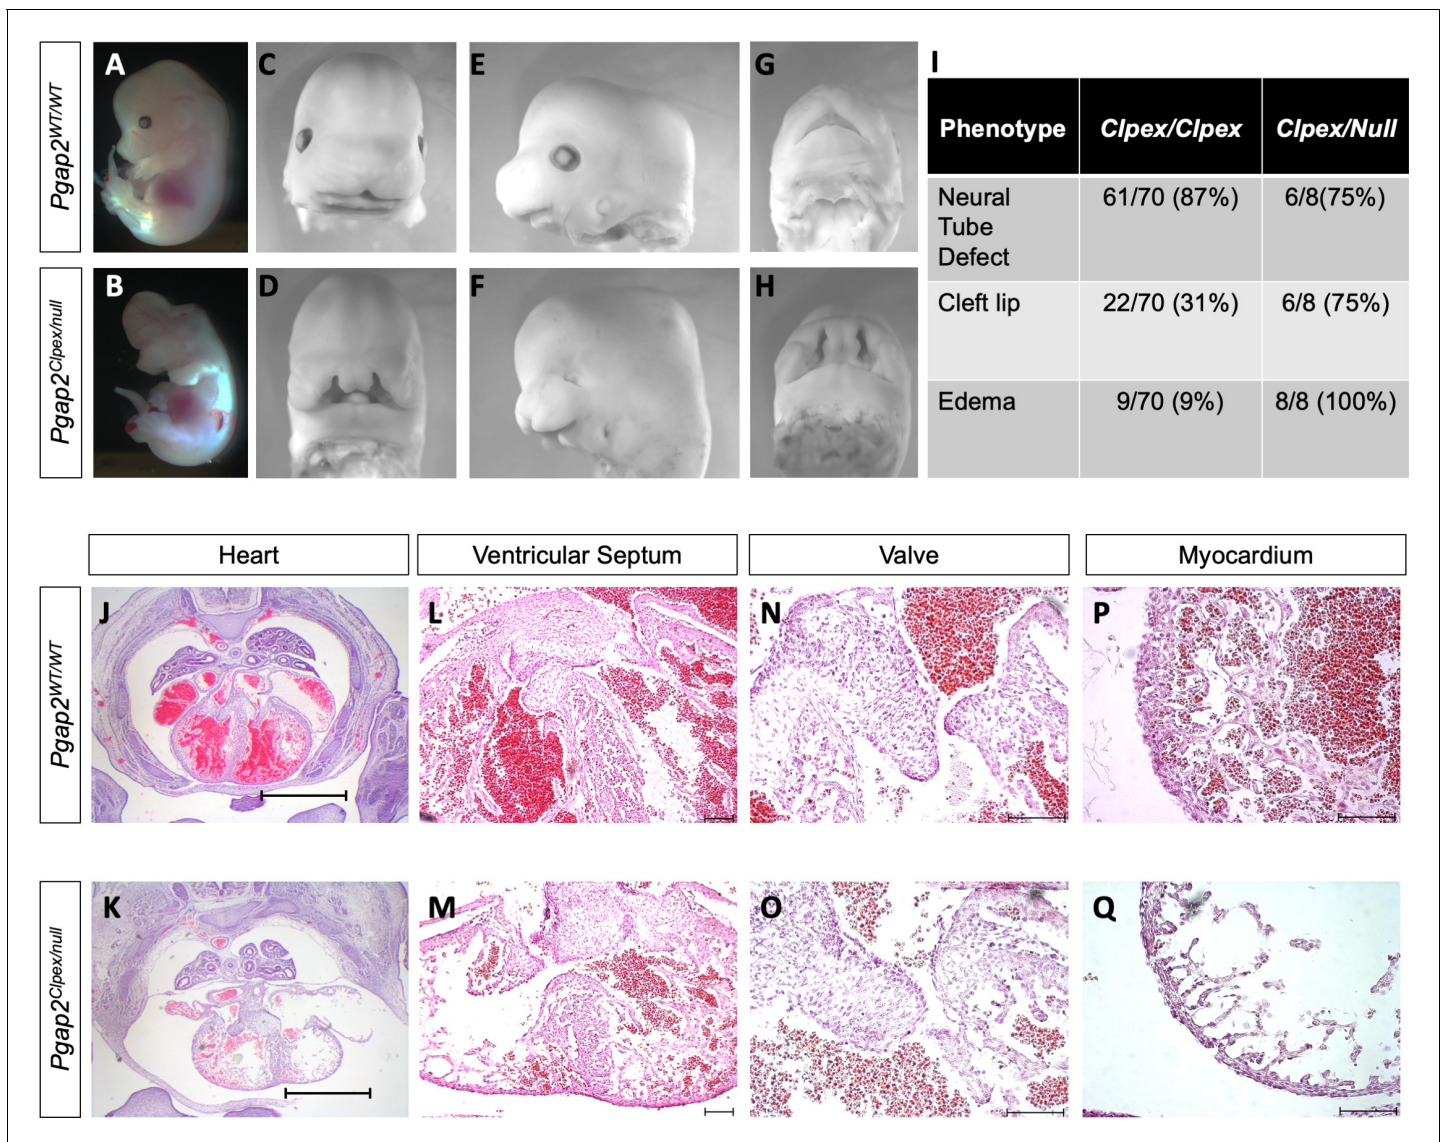 Pgap2WT/WT
A
C
E
G
I
Phenotype
Clpex/Clpex
Clpex/Null
Neural
Tube
Defect
61/70 (87%)
6/8(75%)
Cleft lip
22/70 (31%)
6/8 (75%)
Edema
9/70 (9%)
8/8 (100%)
Pgap2Clpex/null
B
D
F
H
Heart
Ventricular Septum
Valve
Myocardium
Pgap2WT/WT
J
L
N
P
Pgap2Clpex/null
K
M
O
Q